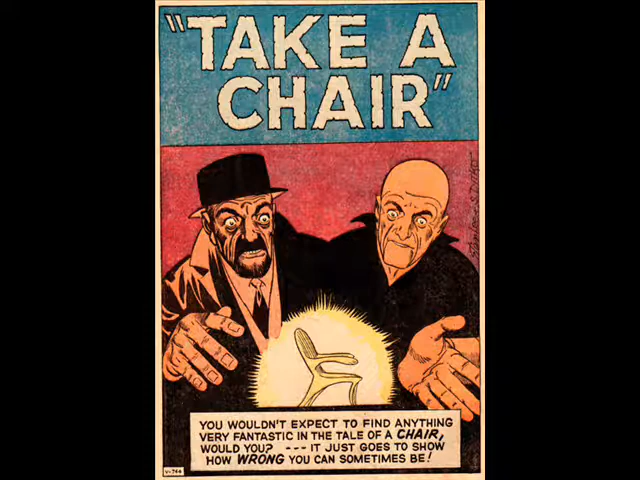 "TAKE A
CHAIR"
YOU WOULDN'T EXPECT TO FIND ANYTHING
VERY FANTASTIC IN THE TALE OF A CHAIR,
WOULD YOU? --- IT JUST GOES TO SHOW
HOW WRONG YOU CAN SOMETIMES BE!
V-744